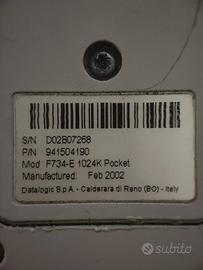 S/N D02B07268
P/N 941504190
Mod F734-E 1024K Pocket
Manufactured: Feb 2002
Datalogic S.p.A. - Calderara di Reno (BO) - Italy
subito